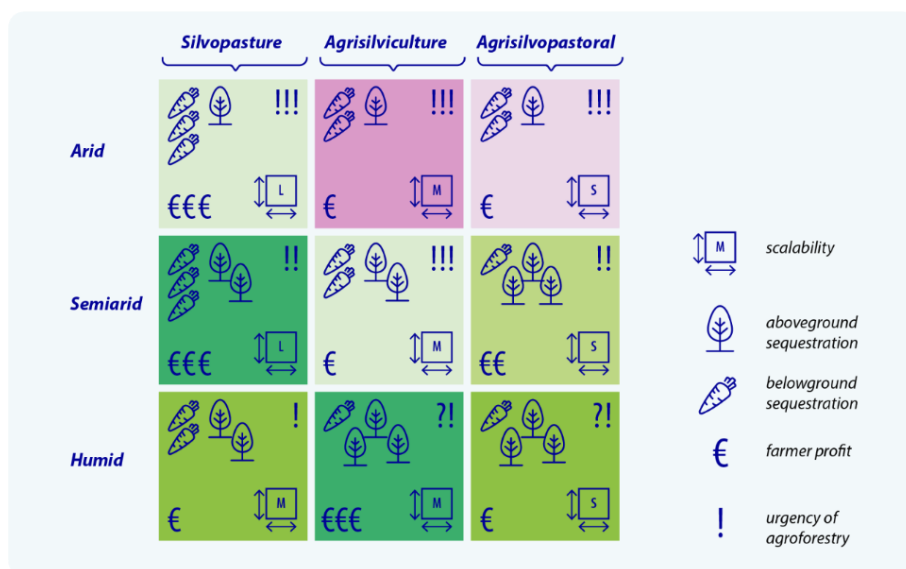 Silvopasture Agrisilviculture Agrisilvopastoral
Arid
!!! !!! !!!
L M S
€€€ € €
Semiarid
!! !!! !!
L M S
€€€ € €€
Humid
! ?! ?!
M M S
€ €€€ €
M scalability
aboveground
sequestration
belowground
sequestration
€ farmer profit
! urgency of
agroforestry